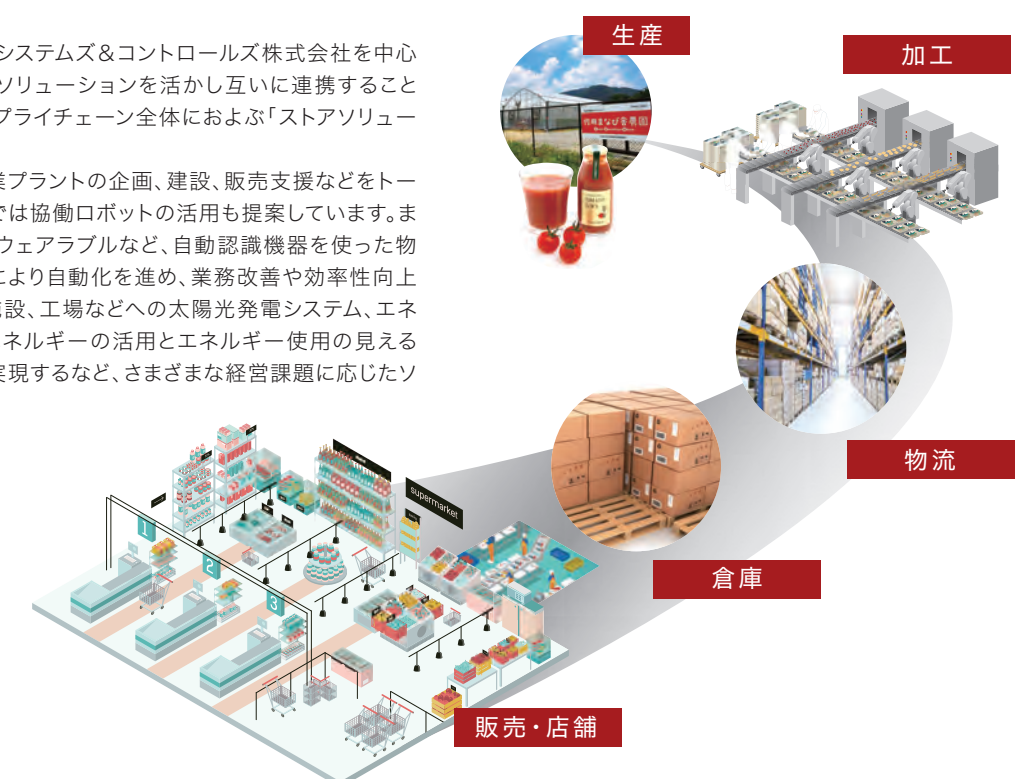 システムズ&コントロールズ株式会社を中心
ソリューションを活かし互いに連携すること
プライチェーン全体におよぶ「ストアソリュー
業プラントの企画、建設、販売支援などをトー
では協働ロボットの活用も提案しています。ま
ウェアラブルなど、自動認識機器を使った物
により自動化を進め、業務改善や効率性向上
施設、工場などへの太陽光発電システム、エネ
ネルギーの活用とエネルギー使用の見える
実現するなど、さまざまな経営課題に応じたソ
生産
加工
物流
倉庫
supermarket
1
2
3
販売・店舗